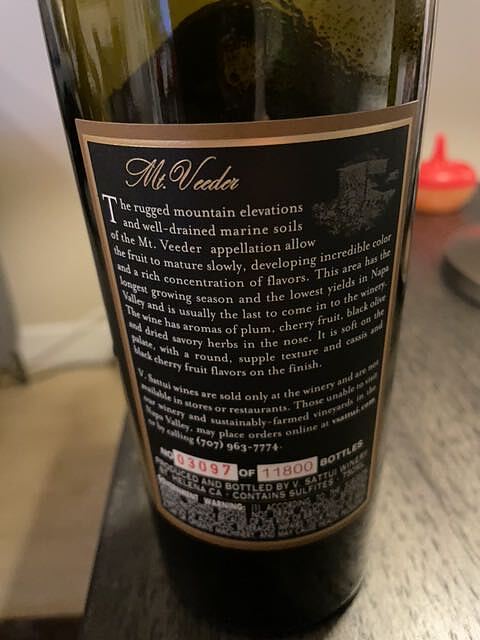 Mt. Veeder
The rugged mountain elevations
and well-drained marine soils
of the Mt. Veeder appellation allow
the fruit to mature slowly, developing incredible color
and a rich concentration of flavors. This area has the
longest growing season and the lowest yields in Napa
Valley and is usually the last to come in to the winery.
The wine has aromas of plum, cherry fruit, black olive
and dried savory herbs in the nose. It is soft on the
palate, with a round, supple texture and cassis and
black cherry fruit flavors on the finish.
V. Sattui wines are sold only at the winery and are not
available in stores or restaurants. Those unable to visit
our winery and sustainably-farmed vineyards in the
Napa Valley, may place orders online at vsattui.com
or by calling (707) 963-7774.
NO 03097 OF 11800 BOTTLES
PRODUCED AND BOTTLED BY V. SATTUI WINERY
ST. HELENA CA · CONTAINS SULFITES · 750ML
GOVERNMENT WARNING: